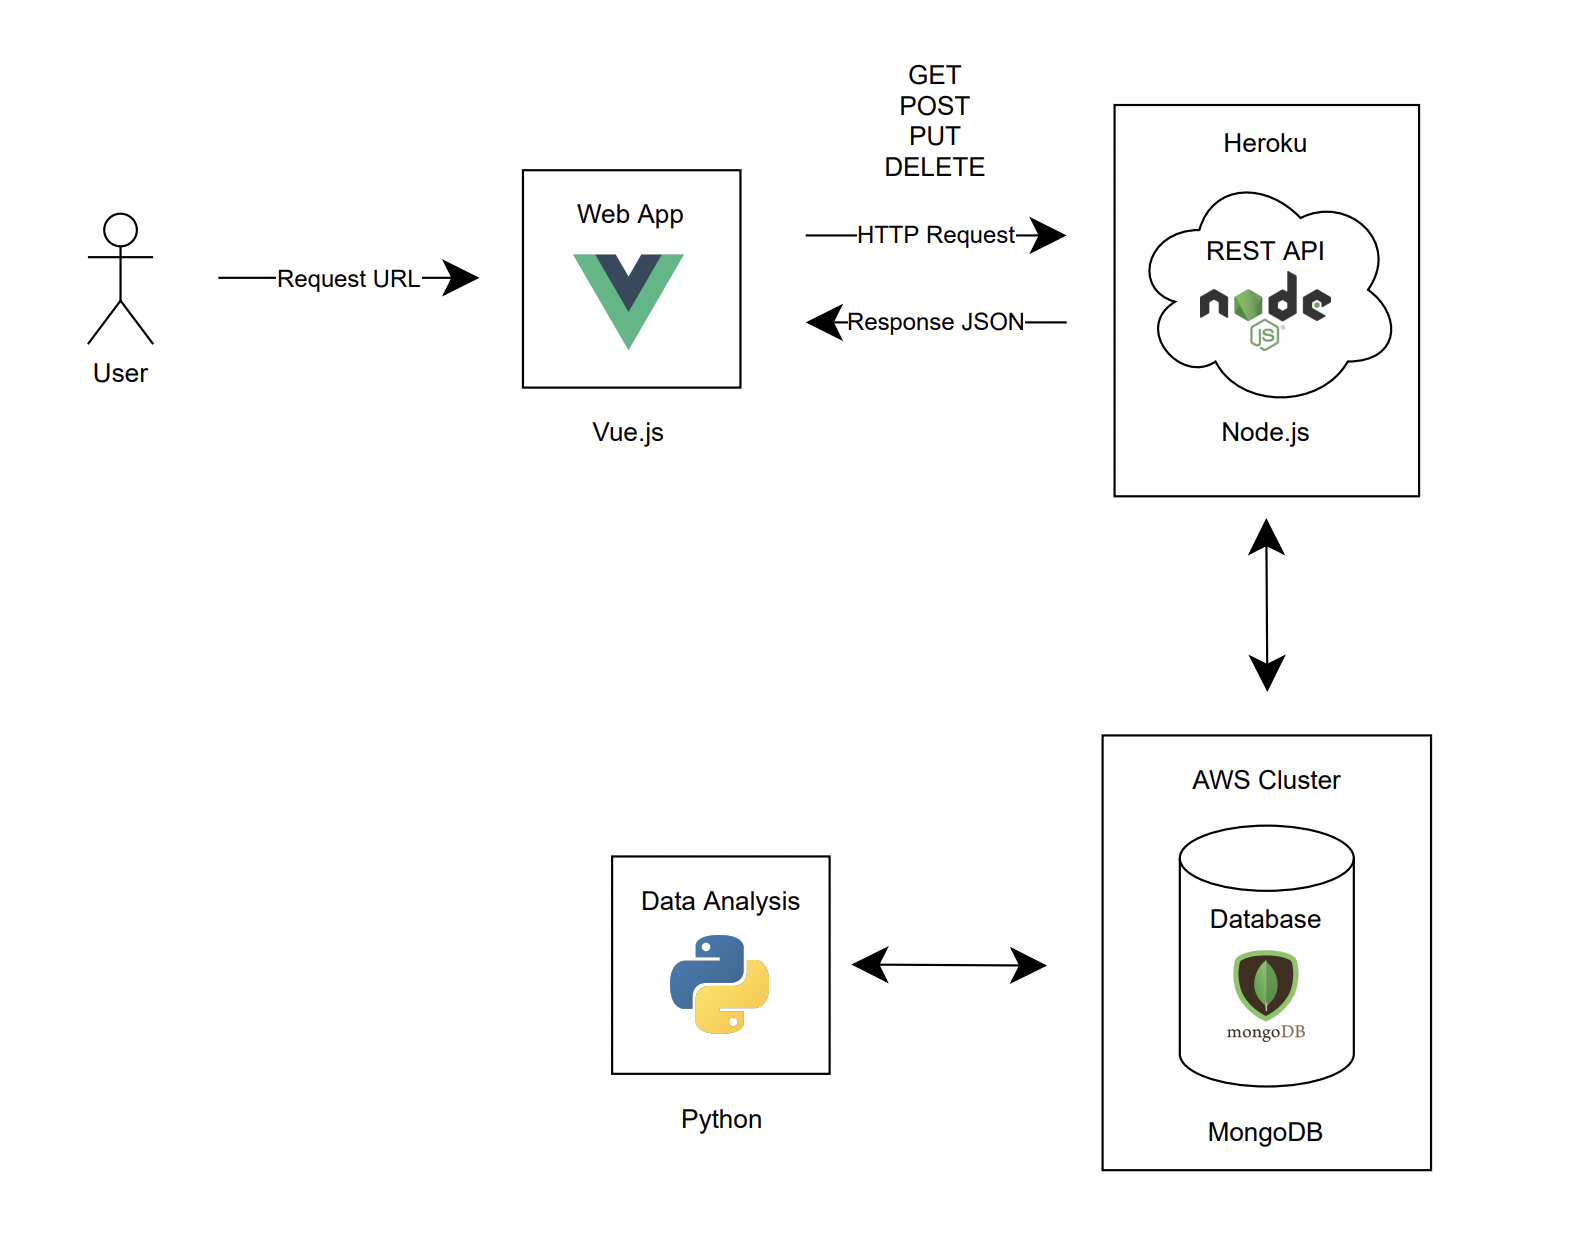 GET
POST
PUT
DELETE
Heroku
Web App
HTTP Request
REST API
node
JS
Request URL
Response JSON
User
Vue.js
Node.js
AWS Cluster
Data Analysis
Database
mongoDB
Python
MongoDB